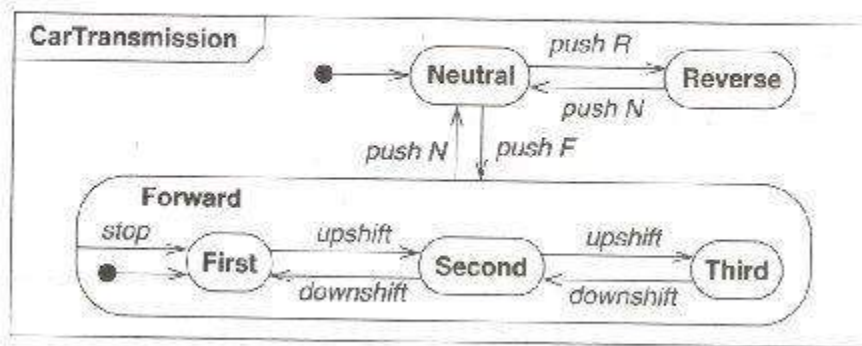 CarTransmission
push R
Neutral
Reverse
push N
push N
push F
Forward
stop
upshift
upshift
First
Second
Third
downshift
downshift